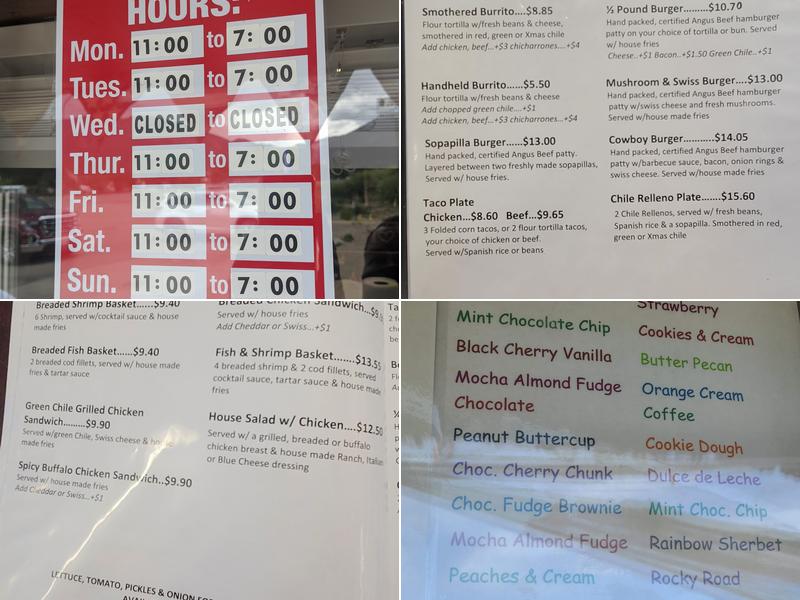 HOURS:
Mon. 11:00 to 7:00
Tues. 11:00 to 7:00
Wed. CLOSED to CLOSED
Thur. 11:00 to 7:00
Fri. 11:00 to 7:00
Sat. 11:00 to 7:00
Sun. 11:00 to 7:00
Smothered Burrito...$8.85
Flour tortilla w/fresh beans & cheese,
smothered in red, green or Xmas chile
Add chicken, beef...+$3 chicharrones...+$4
Handheld Burrito......$5.50
Flour tortilla w/fresh beans & cheese
Add chopped green chile....+$1
Add chicken, beef...+$3 chicharrones...+$4
Sopapilla Burger......$13.00
Hand packed, certified Angus Beef patty.
Layered between two freshly made sopapillas,
Served w/ house fries.
Taco Plate
Chicken...$8.60 Beef...$9.65
3 Folded corn tacos, or 2 flour tortilla tacos,
your choice of chicken or beef.
Served w/Spanish rice or beans
½ Pound Burger.........$10.70
Hand packed, certified Angus Beef hamburger
patty on your choice of tortilla or bun. Served
w/ house fries
Cheese..+$1 Bacon..+$1.50 Green Chile..+$1
Mushroom & Swiss Burger....$13.00
Hand packed, certified Angus Beef hamburger
patty w/swiss cheese and fresh mushrooms.
Served w/house made fries
Cowboy Burger...........$14.05
Hand packed, certified Angus Beef hamburger
patty w/barbecue sauce, bacon, onion rings &
swiss cheese. Served w/ house made fries
Chile Relleno Plate.......$15.60
2 Chile Rellenos, served w/ fresh beans,
Spanish rice & a sopapilla. Smothered in red,
green or Xmas chile
Breaded Shrimp Basket......$9.40
6 Shrimp, served w/cocktail sauce & house
made fries
Breaded Fish Basket......$9.40
2 breaded cod fillets, served w/ house made
fries & tartar sauce
Green Chile Grilled Chicken
Sandwich.........$9.90
Served w/green Chile, Swiss cheese & house
made fries
Spicy Buffalo Chicken Sandwich..$9.90
Served w/ house made fries
Add Cheddar or Swiss...+$1
Breaded Chicken Sandwich...$9.
Served w/ house fries
Add Cheddar or Swiss...+$1
Fish & Shrimp Basket.......$13.55
4 breaded shrimp & 2 cod fillets, served
cocktail sauce, tartar sauce & house made
fries
House Salad w/ Chicken....$12.50
Served w/ a grilled, breaded or buffalo
chicken breast & house made Ranch, Italian
or Blue Cheese dressing
LETTUCE, TOMATO, PICKLES & ONION
Mint Chocolate Chip
Black Cherry Vanilla
Mocha Almond Fudge
Chocolate
Peanut Buttercup
Choc. Cherry Chunk
Choc. Fudge Brownie
Mocha Almond Fudge
Peaches & Cream
Strawberry
Cookies & Cream
Butter Pecan
Orange Cream
Coffee
Cookie Dough
Dulce de Leche
Mint Choc. Chip
Rainbow Sherbet
Rocky Road